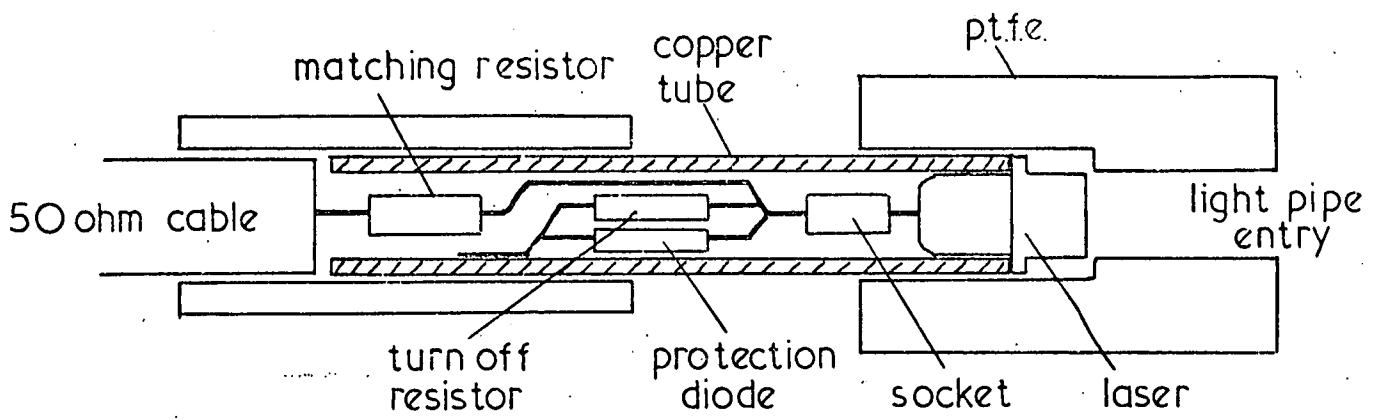 p.t.f.e.
copper
tube
matching resistor
50 ohm cable
light pipe
entry
turn off
resistor
protection
diode
socket
laser